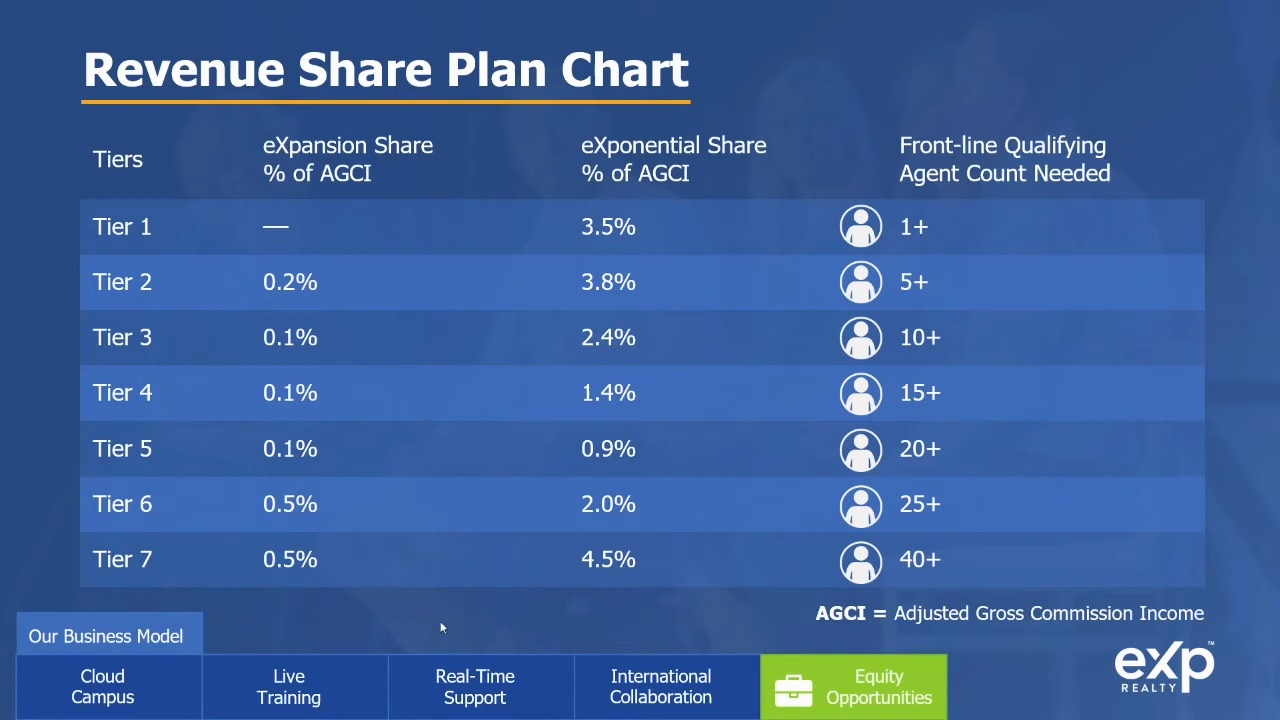 Revenue Share Plan Chart
Tiers
eXpansion Share
% of AGCI
eXponential Share
% of AGCI
Front-line Qualifying
Agent Count Needed
Tier 1 — 3.5% 1+
Tier 2 0.2% 3.8% 5+
Tier 3 0.1% 2.4% 10+
Tier 4 0.1% 1.4% 15+
Tier 5 0.1% 0.9% 20+
Tier 6 0.5% 2.0% 25+
Tier 7 0.5% 4.5% 40+
AGCI = Adjusted Gross Commission Income
Our Business Model
Cloud
Campus
Live
Training
Real-Time
Support
International
Collaboration
Equity
Opportunities
eXp™
REALTY